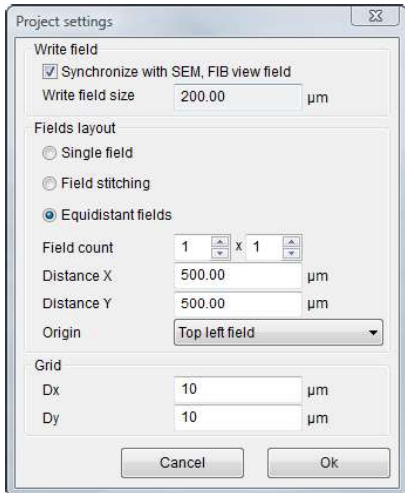 Project settings
Write field
Synchronize with SEM, FIB view field
Write field size 200.00 µm
Fields layout
Single field
Field stitching
Equidistant fields
Field count 1 x 1
Distance X 500.00 µm
Distance Y 500.00 µm
Origin Top left field
Grid
Dx 10 µm
Dy 10 µm
Cancel Ok